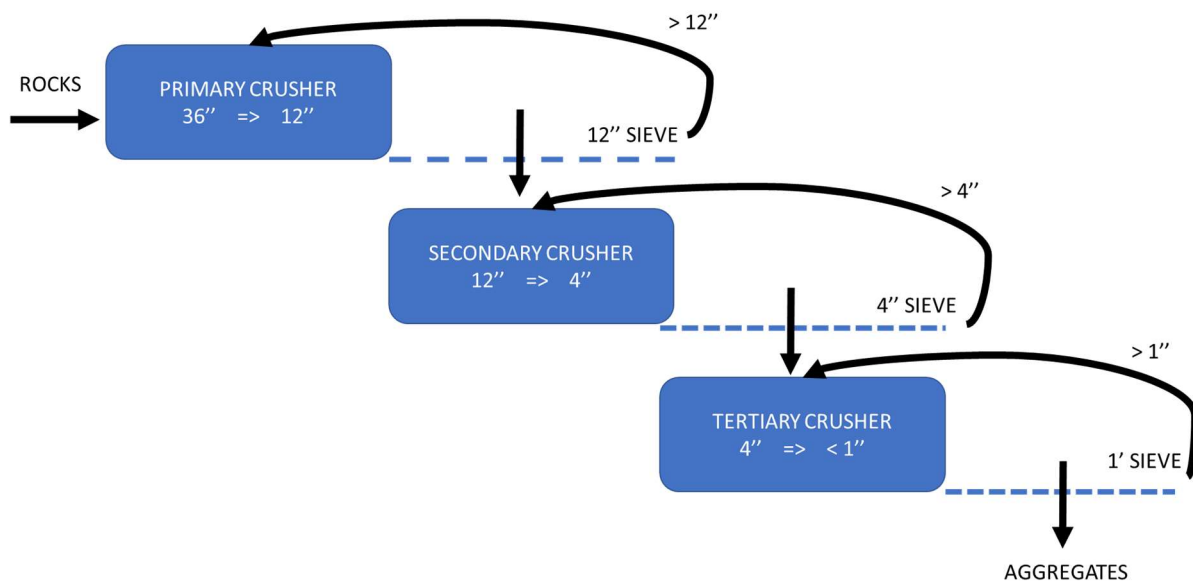 > 12’’
ROCKS
PRIMARY CRUSHER
36’’ => 12’’
12’’ SIEVE
> 4’’
SECONDARY CRUSHER
12’’ => 4’’
4’’ SIEVE
> 1’’
TERTIARY CRUSHER
4’’ => < 1’’
1’ SIEVE
AGGREGATES